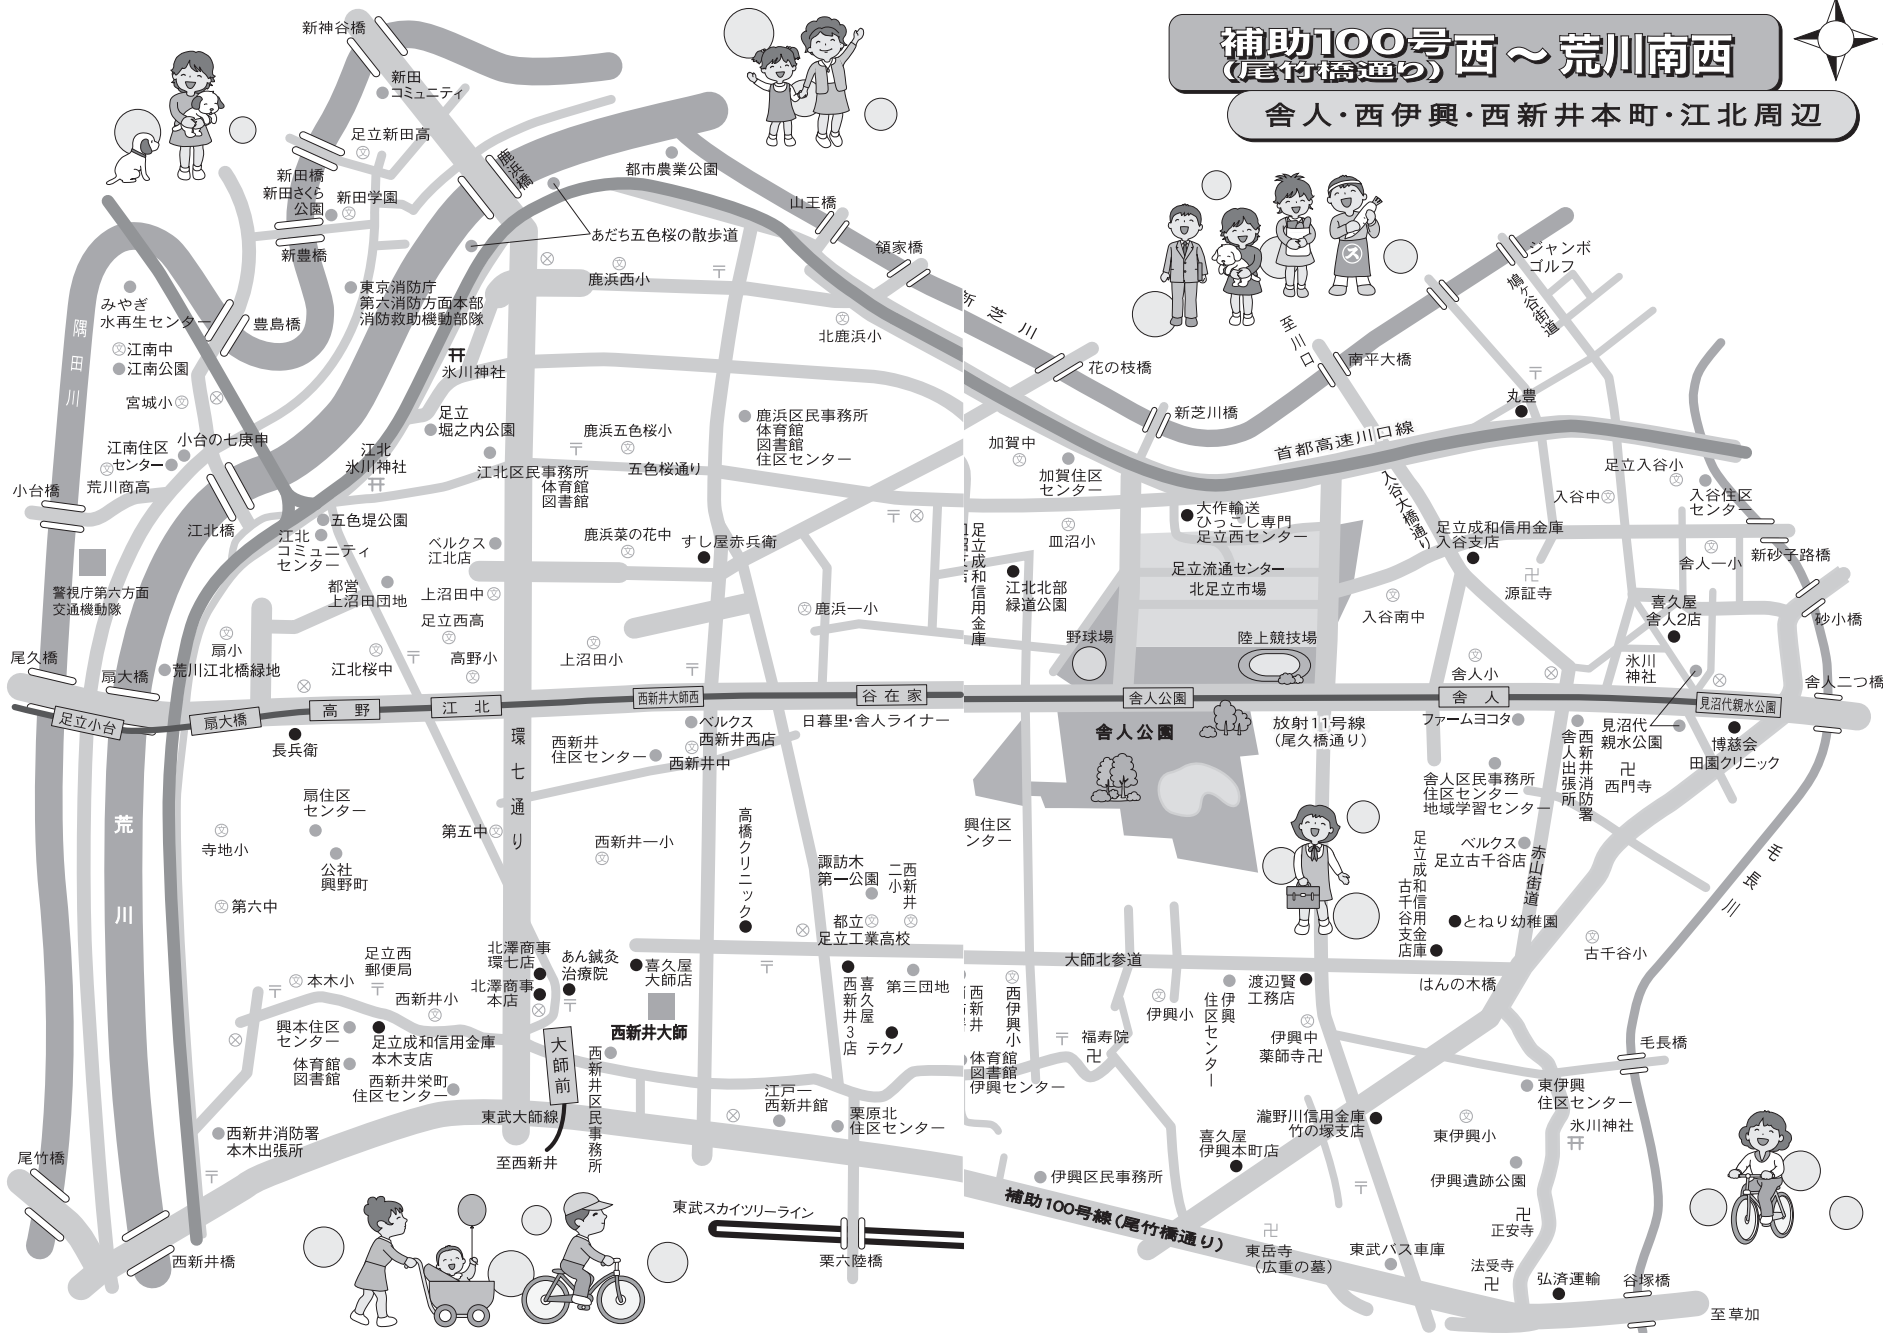 補助100号西～荒川南西
(尾竹橋通り)
舎人・西伊興・西新井本町・江北周辺
新神谷橋
新田
コミュニティ
足立新田高
新田橋
新田さくら
公園
新田学園
新豊橋
鹿浜橋
都市農業公園
あだち五色桜の散歩道
山王橋
領家橋
新芝川
ジャンボ
ゴルフ
鳩ヶ谷街道
至川口
南平大橋
花の枝橋
新芝川橋
丸豊
首都高速川口線
みやぎ
水再生センター
豊島橋
東京消防庁
第六消防方面本部
消防救助機動部隊
鹿浜西小
北鹿浜小
隅田川
江南中
江南公園
宮城小
氷川神社
足立
堀之内公園
鹿浜五色桜小
鹿浜区民事務所
体育館
図書館
住区センター
江南住区
センター
小台の七庚申
江北
氷川神社
江北区民事務所
体育館
図書館
五色桜通り
荒川商高
小台橋
江北橋
五色堤公園
江北
コミュニティ
センター
ベルクス
江北店
鹿浜菜の花中
すし屋赤兵衛
加賀中
加賀住区
センター
皿沼小
大作輸送
ひっこし専門
足立西センター
入谷大橋通り
足立成和信用金庫
入谷支店
入谷中
足立入谷小
入谷住区
センター
舎人一小
新砂子路橋
足立成和信用金庫
江北北部
緑道公園
足立流通センター
北足立市場
入谷南中
源証寺
喜久屋
舎人2店
砂小橋
警視庁第六方面
交通機動隊
都営
上沼田団地
上沼田中
足立西高
鹿浜一小
野球場
陸上競技場
扇小
江北桜中
高野小
上沼田小
舎人小
氷川
神社
舎人二つ橋
尾久橋
扇大橋
荒川江北橋緑地
足立小台
扇大橋
高野
江北
西新井大師西
谷在家
舎人公園
舎人
見沼代親水公園
長兵衛
環七通り
ベルクス
西新井西店
日暮里・舎人ライナー
西新井
住区センター
西新井中
舎人公園
放射11号線
(尾久橋通り)
ファームヨコタ
西新井消防署
舎人出張所
見沼代
親水公園
博慈会
田園クリニック
西門寺
舎人区民事務所
住区センター
地域学習センター
扇住区
センター
荒川
寺地小
公社
興野町
第五中
西新井一小
高橋クリニック
諏訪木
第一公園
西新井
二小
興住区
ンター
足立成和信用金庫
古千谷支店
ベルクス
足立古千谷店
赤山街道
毛長川
第六中
都立
足立工業高校
とねり幼稚園
古千谷小
足立西
郵便局
北澤商事
環七店
あん鍼灸
治療院
喜久屋
大師店
大師北参道
はんの木橋
本木小
北澤商事
本店
西新井小
西新井大師
喜久屋
西新井3店
第三団地
テクノ
西新井
西伊興小
伊興小
伊興
住区センター
渡辺賢
工務店
伊興中
薬師寺
福寿院
興本住区
センター
足立成和信用金庫
本木支店
体育館
図書館
西新井栄町
住区センター
大師前
西新井区民事務所
体育館
図書館
伊興センター
毛長橋
東伊興
住区センター
江戸一
西新井館
栗原北
住区センター
東武大師線
至西新井
瀧野川信用金庫
竹の塚支店
喜久屋
伊興本町店
東伊興小
氷川神社
尾竹橋
西新井消防署
本木出張所
伊興区民事務所
伊興遺跡公園
補助100号線(尾竹橋通り)
正安寺
西新井橋
東武スカイツリーライン
栗六陸橋
東岳寺
(広重の墓)
東武バス車庫
法受寺
弘済運輸
谷塚橋
至草加